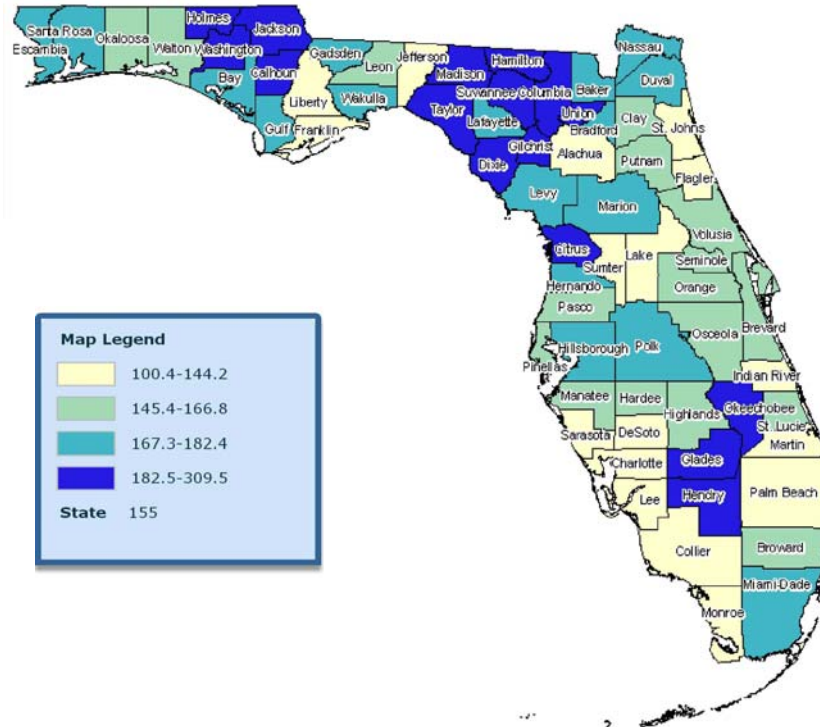 Holmes
Jackson
Santa Rosa
Okaloosa
Walton
Washington
Escambia
Bay
Calhoun
Gadsden
Leon
Jefferson
Madison
Hamilton
Liberty
Wakulla
Gulf
Franklin
Taylor
Suwannee
Columbia
Lafayette
Baker
Nassau
Duval
Union
Bradford
Clay
St. Johns
Gilchrist
Dixie
Alachua
Putnam
Flagler
Levy
Marion
Volusia
Citrus
Lake
Sumter
Seminole
Hernando
Orange
Pasco
Osceola
Brevard
Hillsborough
Polk
Pinellas
Indian River
Manatee
Hardee
Highlands
Okeechobee
St. Lucie
Sarasota
DeSoto
Martin
Charlotte
Glades
Lee
Hendry
Palm Beach
Collier
Broward
Miami-Dade
Monroe
Map Legend
100.4-144.2
145.4-166.8
167.3-182.4
182.5-309.5
State 155